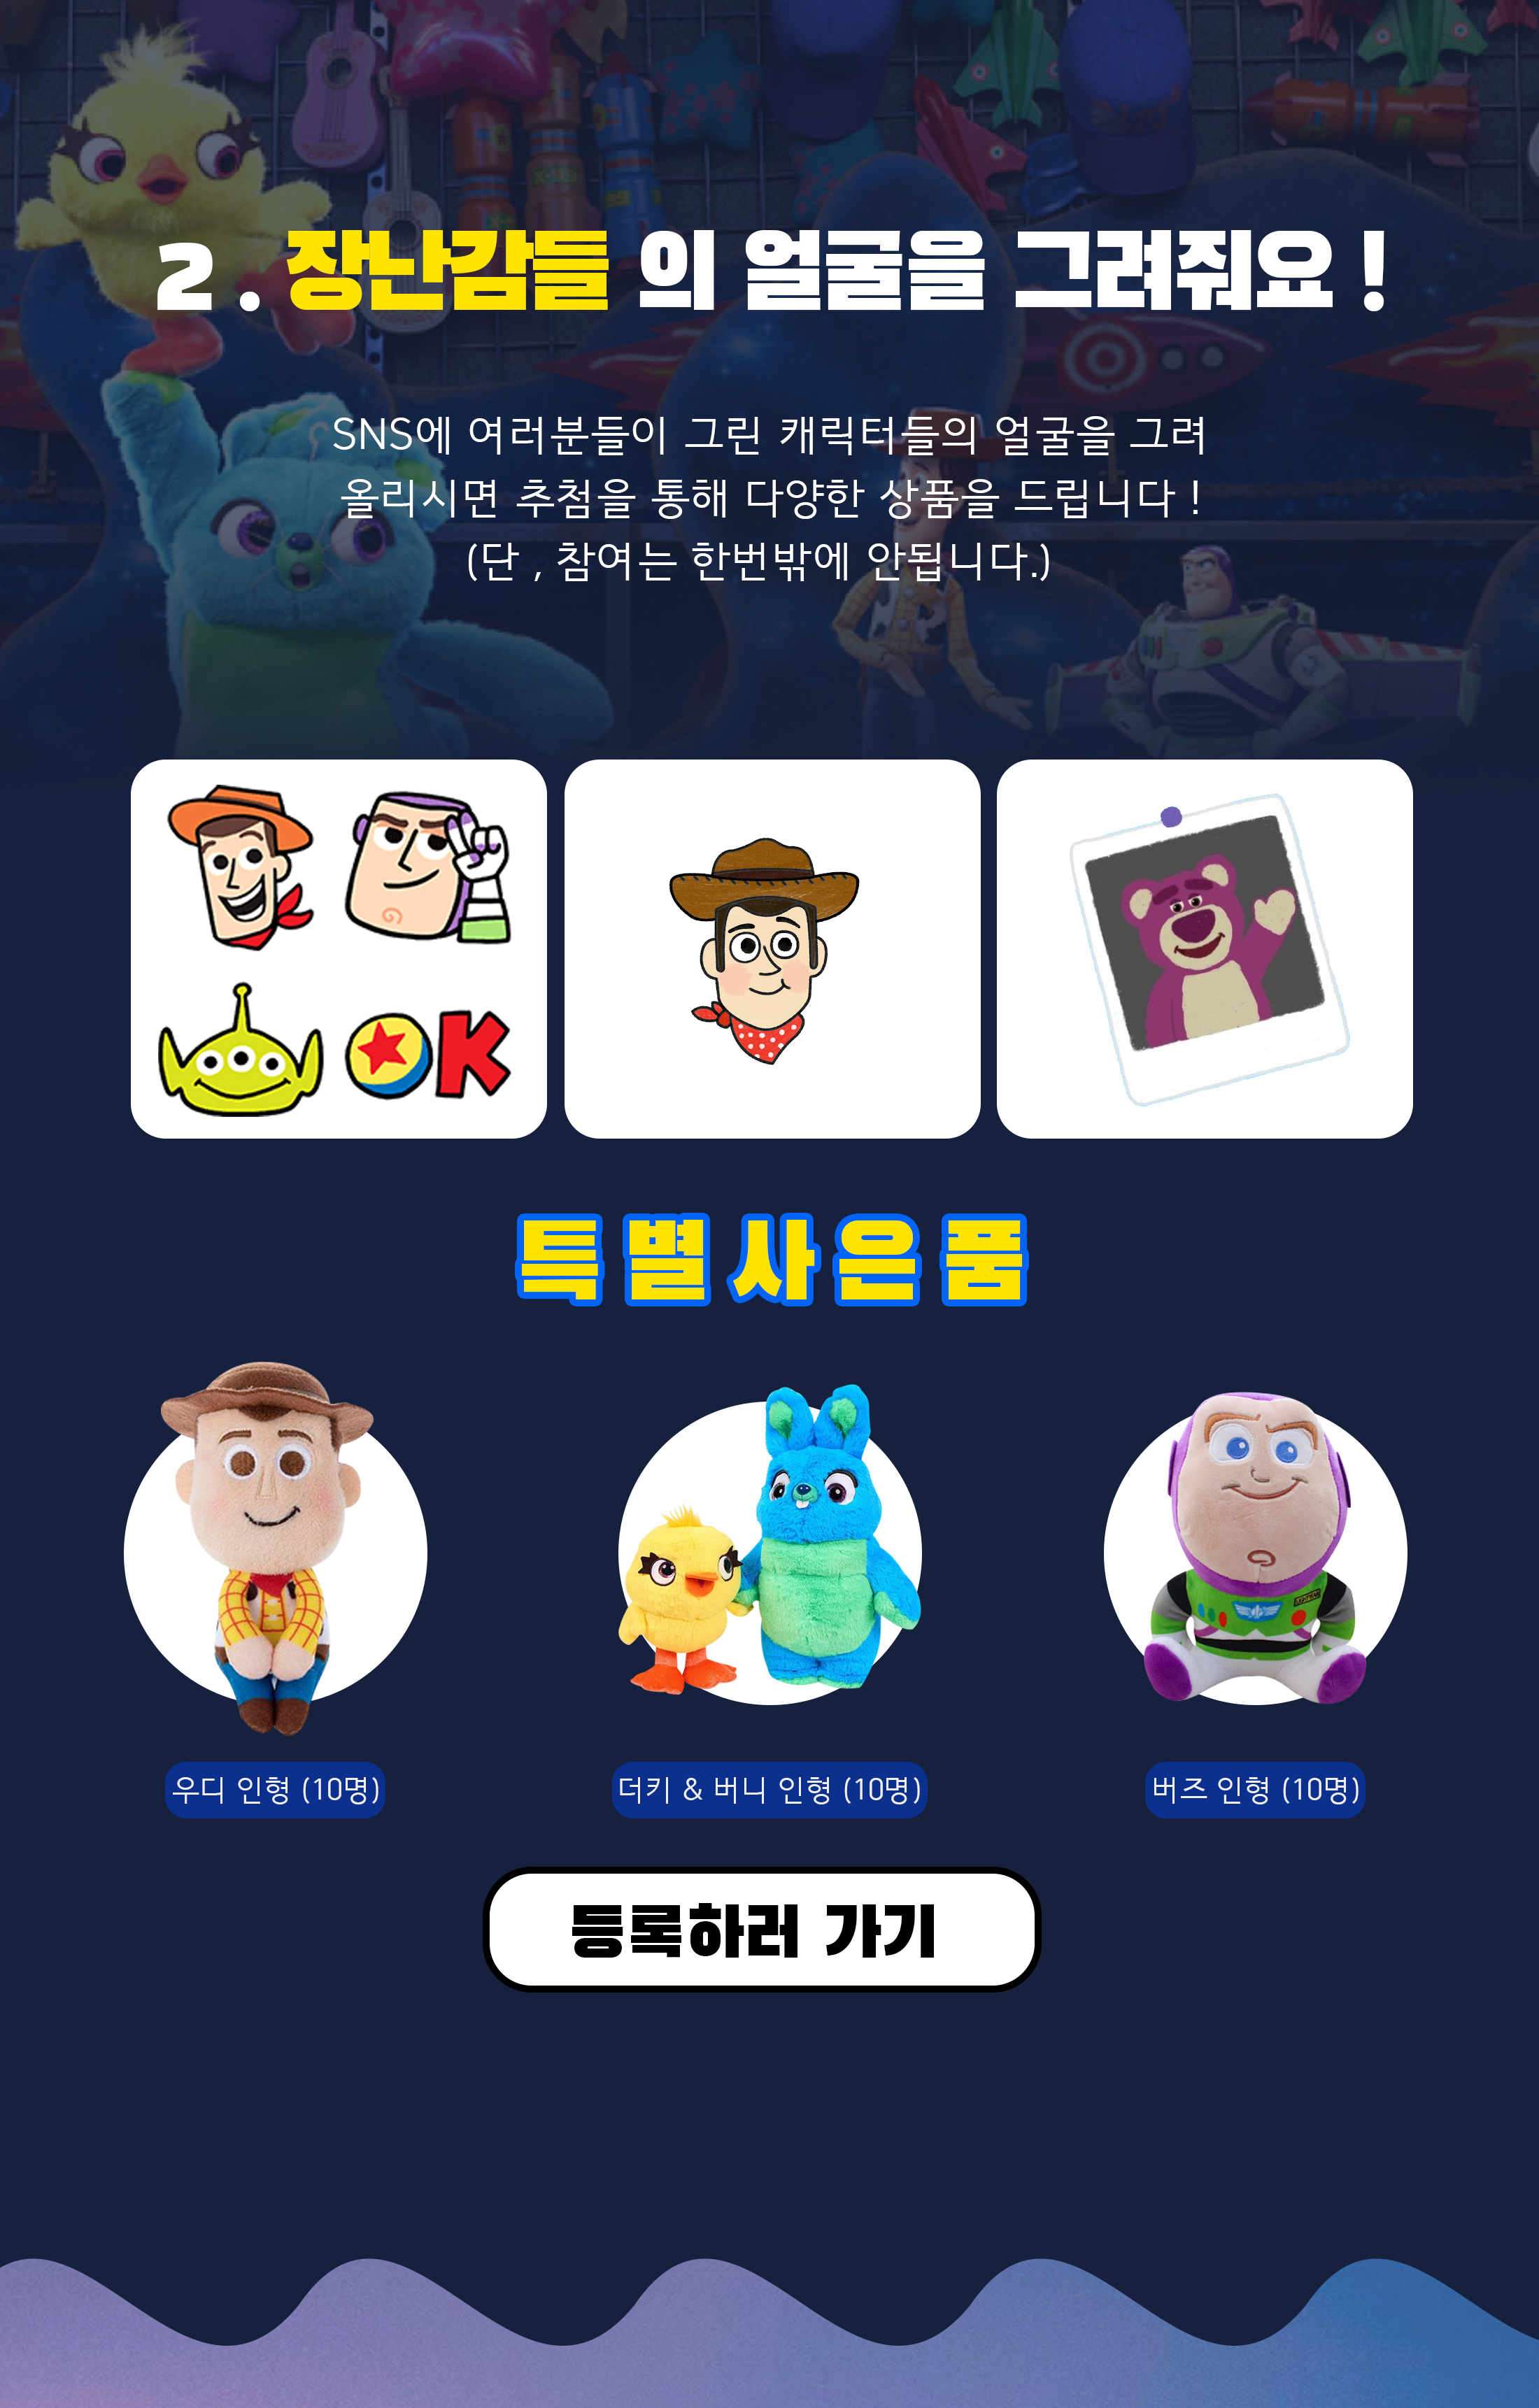 2. 장난감들 의 얼굴을 그려줘요 !
SNS에 여러분들이 그린 캐릭터들의 얼굴을 그려
올리시면 추첨을 통해 다양한 상품을 드립니다 !
(단 , 참여는 한번밖에 안됩니다.)
OK
특별사은품
LIGHTYEAR
우디 인형 (10명)
더키 & 버니 인형 (10명)
버즈 인형 (10명)
등록하러 가기